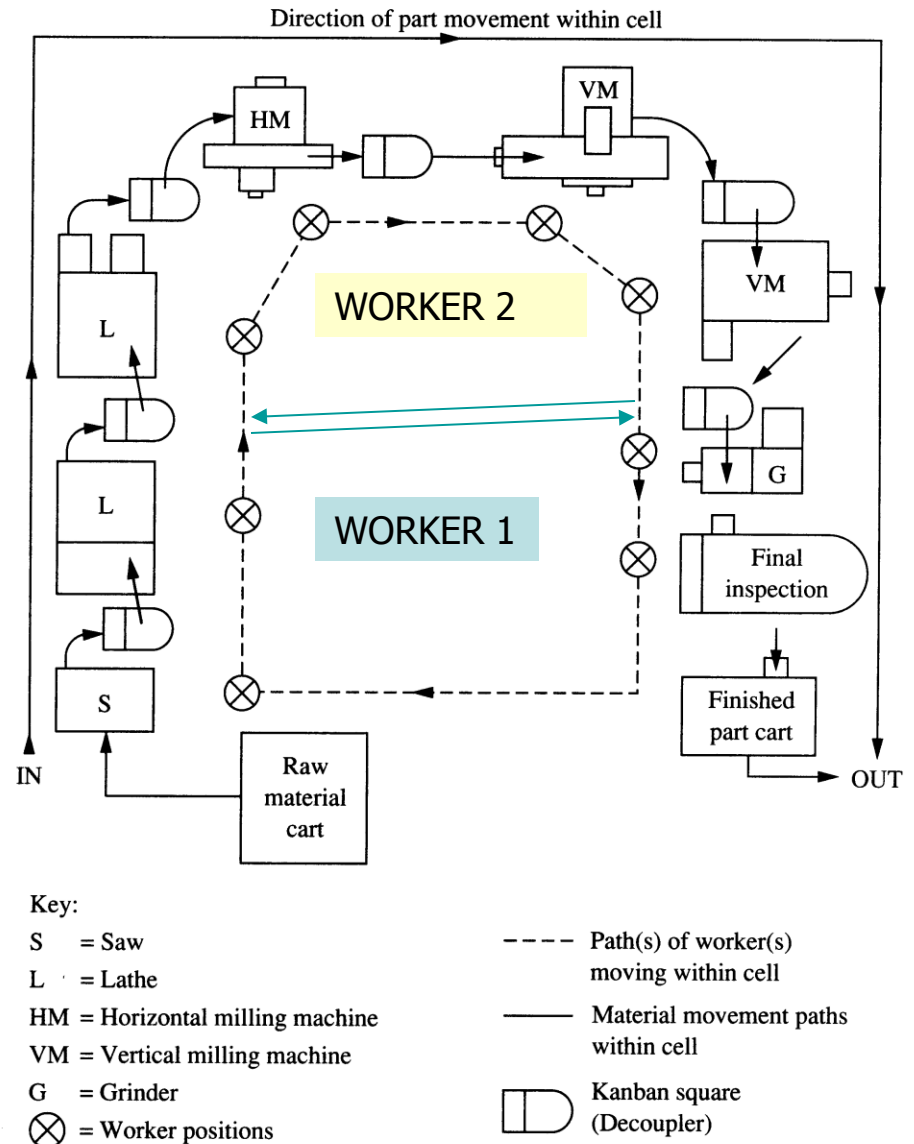 Direction of part movement within cell
HM
VM
L
WORKER 2
VM
L
WORKER 1
G
Final
inspection
S
Finished
part cart
IN
Raw
material
cart
OUT
Key:
S = Saw
L = Lathe
HM = Horizontal milling machine
VM = Vertical milling machine
G = Grinder
= Worker positions
Path(s) of worker(s)
moving within cell
Material movement paths
within cell
Kanban square
(Decoupler)